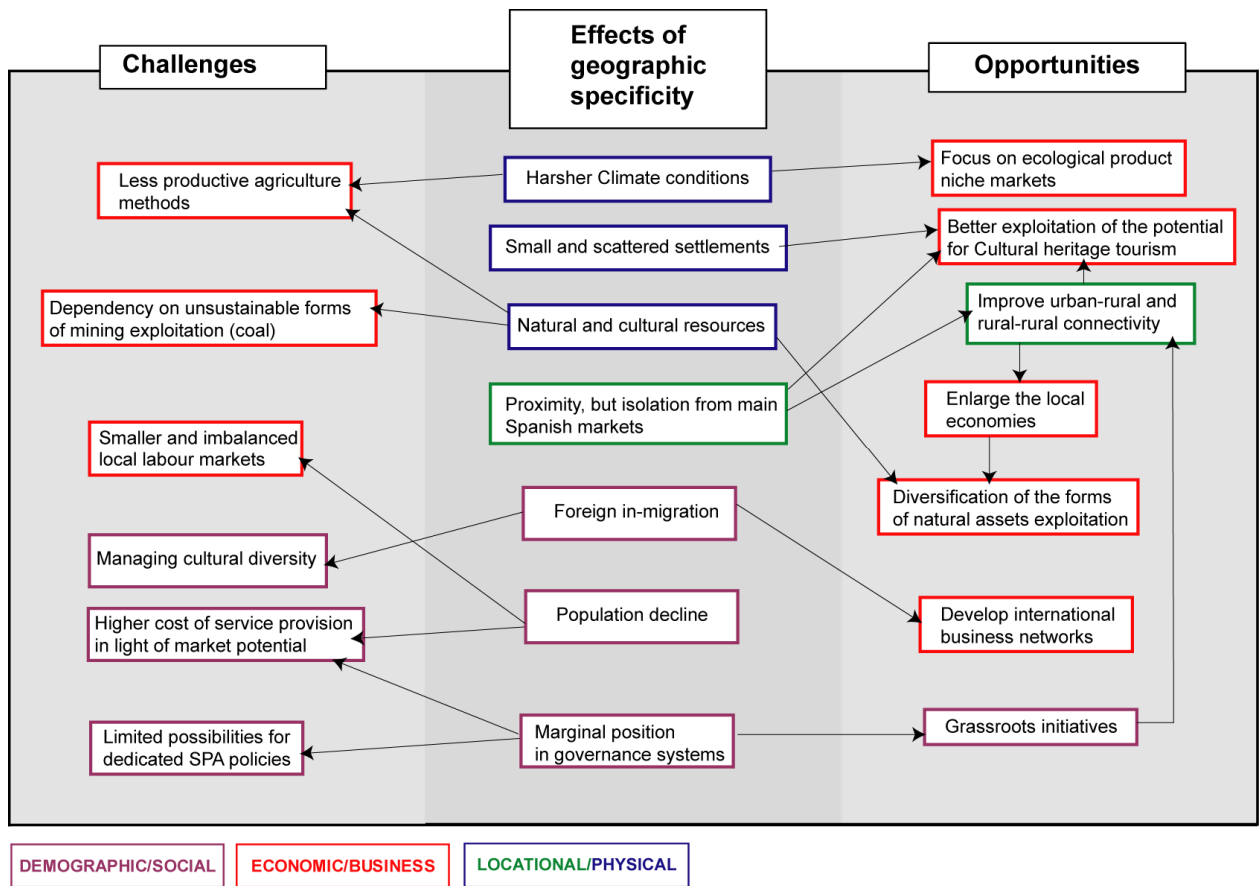 Challenges
Effects of
geographic
specificity
Opportunities
Less productive agriculture
methods
Dependency on unsustainable forms
of mining exploitation (coal)
Smaller and imbalanced
local labour markets
Managing cultural diversity
Higher cost of service provision
in light of market potential
Limited possibilities for
dedicated SPA policies
Harsher Climate conditions
Small and scattered settlements
Natural and cultural resources
Proximity, but isolation from main
Spanish markets
Foreign in-migration
Population decline
Marginal position
in governance systems
Focus on ecological product
niche markets
Better exploitation of the potential
for Cultural heritage tourism
Improve urban-rural and
rural-rural connectivity
Enlarge the local
economies
Diversification of the forms
of natural assets exploitation
Develop international
business networks
Grassroots initiatives
DEMOGRAPHIC/SOCIAL
ECONOMIC/BUSINESS
LOCATIONAL/PHYSICAL